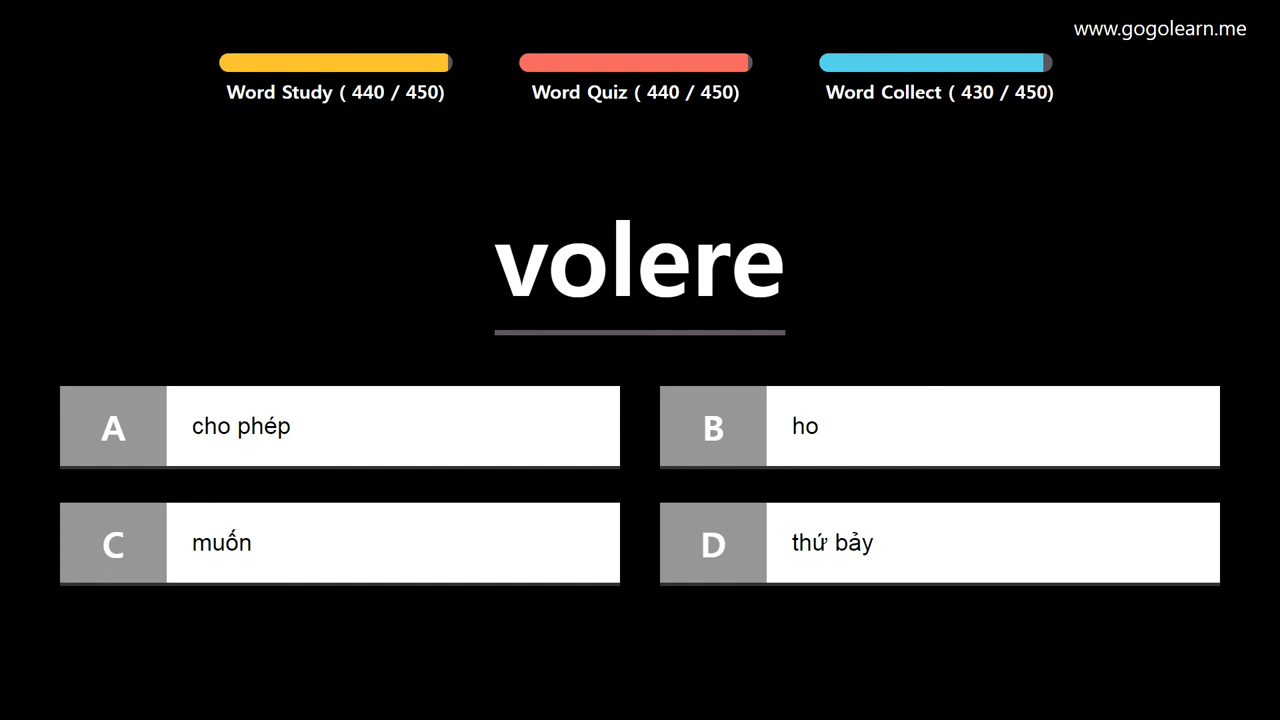 www.gogolearn.me
Word Study ( 440 / 450)
Word Quiz ( 440 / 450)
Word Collect ( 430 / 450)
volere
A
cho phép
B
ho
C
muốn
D
thứ bảy